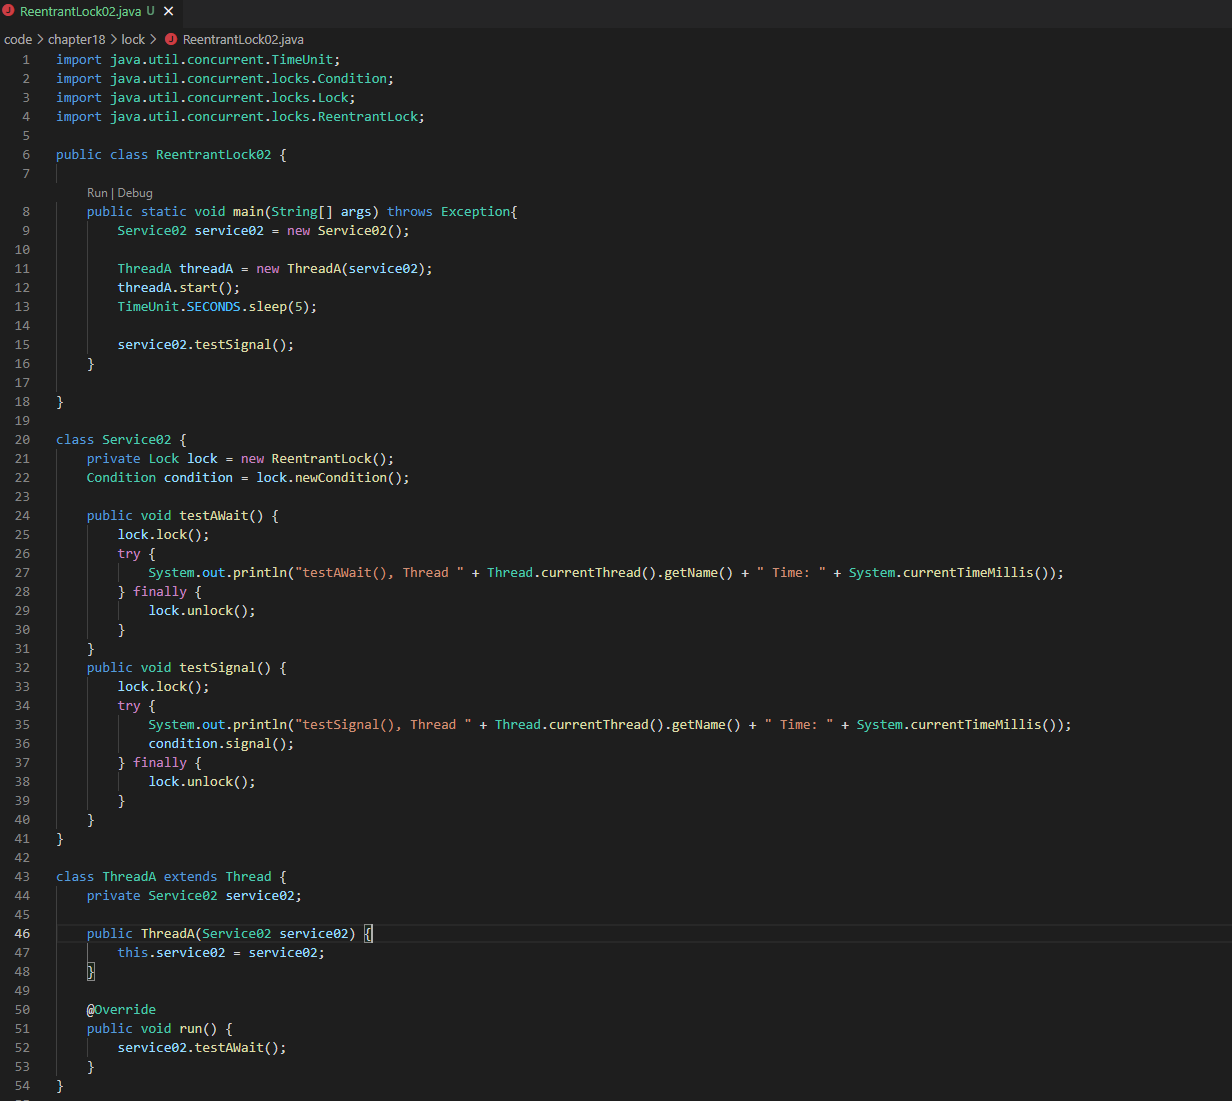 ReentrantLock02.java U
code > chapter18 > lock > ReentrantLock02.java
1 import java.util.concurrent.TimeUnit;
2 import java.util.concurrent.locks.Condition;
3 import java.util.concurrent.locks.Lock;
4 import java.util.concurrent.locks.ReentrantLock;
5
6 public class ReentrantLock02 {
7
Run | Debug
8 public static void main(String[] args) throws Exception{
9 Service02 service02 = new Service02();
10
11 ThreadA threadA = new ThreadA(service02);
12 threadA.start();
13 TimeUnit.SECONDS.sleep(5);
14
15 service02.testSignal();
16 }
17
18 }
19
20 class Service02 {
21 private Lock lock = new ReentrantLock();
22 Condition condition = lock.newCondition();
23
24 public void testAWait() {
25 lock.lock();
26 try {
27 System.out.println("testAWait(), Thread " + Thread.currentThread().getName() + " Time: " + System.currentTimeMillis());
28 } finally {
29 lock.unlock();
30 }
31 }
32 public void testSignal() {
33 lock.lock();
34 try {
35 System.out.println("testSignal(), Thread " + Thread.currentThread().getName() + " Time: " + System.currentTimeMillis());
36 condition.signal();
37 } finally {
38 lock.unlock();
39 }
40 }
41 }
42
43 class ThreadA extends Thread {
44 private Service02 service02;
45
46 public ThreadA(Service02 service02) {
47 this.service02 = service02;
48 }
49
50 @Override
51 public void run() {
52 service02.testAWait();
53 }
54 }